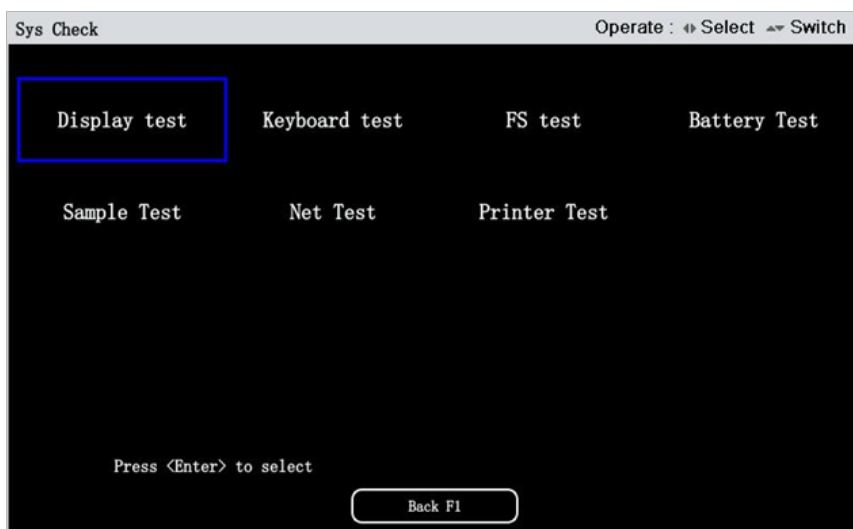 Sys Check Operate : Select Switch
Display test Keyboard test FS test Battery Test
Sample Test Net Test Printer Test
Press <Enter> to select
Back F1